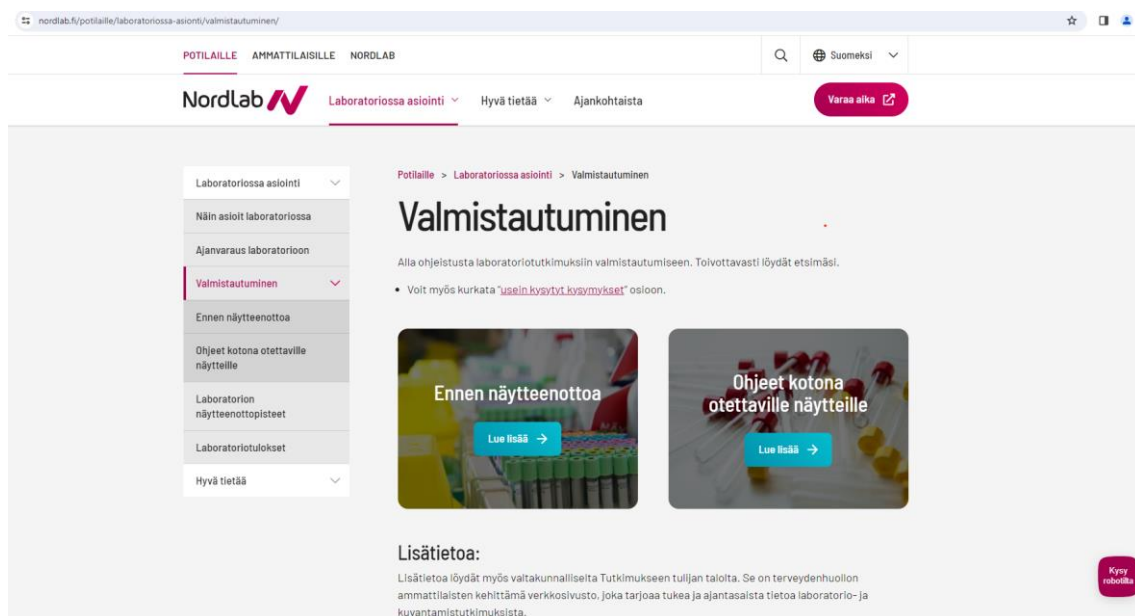 nordlab.fi/potilaille/laboratoriossa-asionti/valmistautuminen/
POTILAILLE AMMATTILAISILLE NORDLAB
Suomeksi
NordLab
Laboratoriossa asiointi
Hyvä tietää
Ajankohtaista
Varaa aika
Laboratoriossa asiointi
Näin asioit laboratoriossa
Ajanvaraus laboratorioon
Valmistautuminen
Ennen näytteenottoa
Ohjeet kotona otettaville
näytteille
Laboratorion
näytteenottopisteet
Laboratoriotulokset
Hyvä tietää
Potilaille > Laboratoriossa asiointi > Valmistautuminen
Valmistautuminen
Alla ohjeistusta laboratoriotutkimuksiin valmistautumiseen. Toivottavasti löydät etsimäsi.
• Voit myös kurkata "usein kysytyt kysymykset" osioon.
Ennen näytteenottoa
Lue lisää →
Ohjeet kotona
otettaville näytteille
Lue lisää →
Lisätietoa:
Lisätietoa löydät myös valtakunnalliselta Tutkimukseen tulijan talolta. Se on terveydenhuollon
ammattilaisten kehittämä verkkosivusto, joka tarjoaa tukea ja ajantasaista tietoa laboratorio- ja
kuvantamistutkimuksista.
Kysy
robotilta